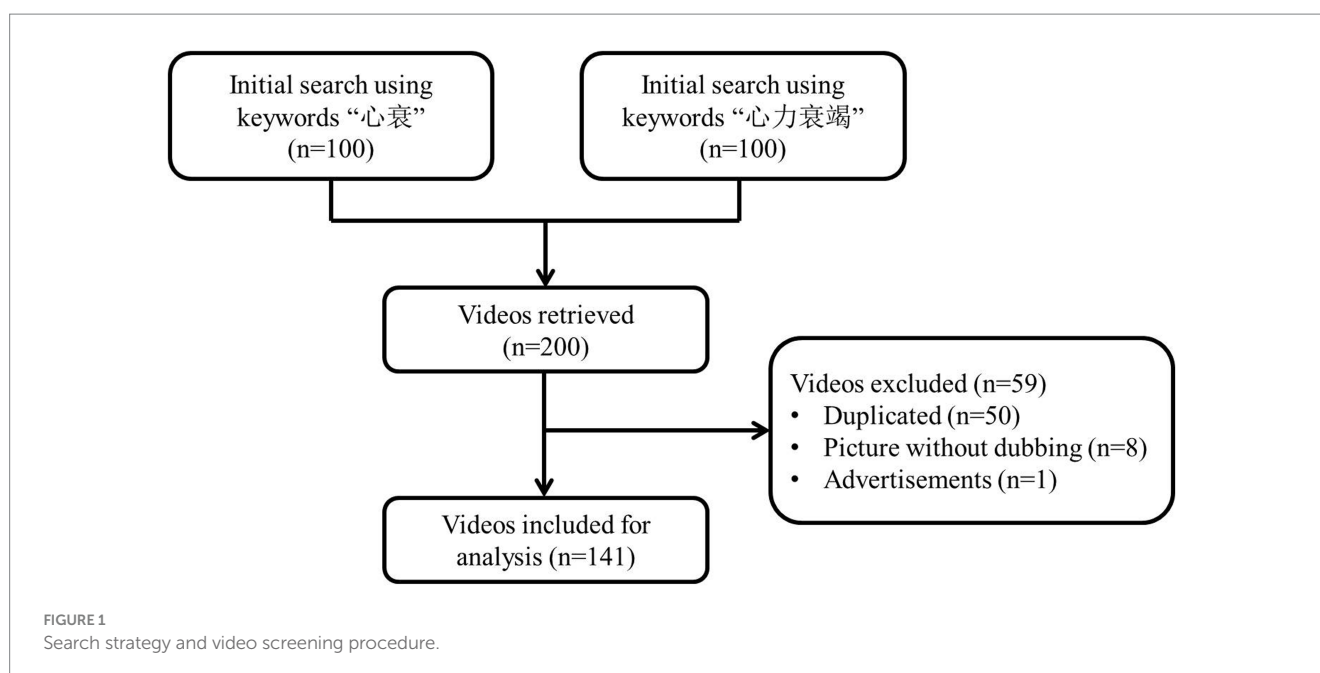 Initial search using
keywords “心衰”
(n=100)
Initial search using
keywords “心力衰竭”
(n=100)
Videos retrieved
(n=200)
Videos excluded (n=59)
• Duplicated (n=50)
• Picture without dubbing (n=8)
• Advertisements (n=1)
Videos included for
analysis (n=141)
FIGURE 1
Search strategy and video screening procedure.